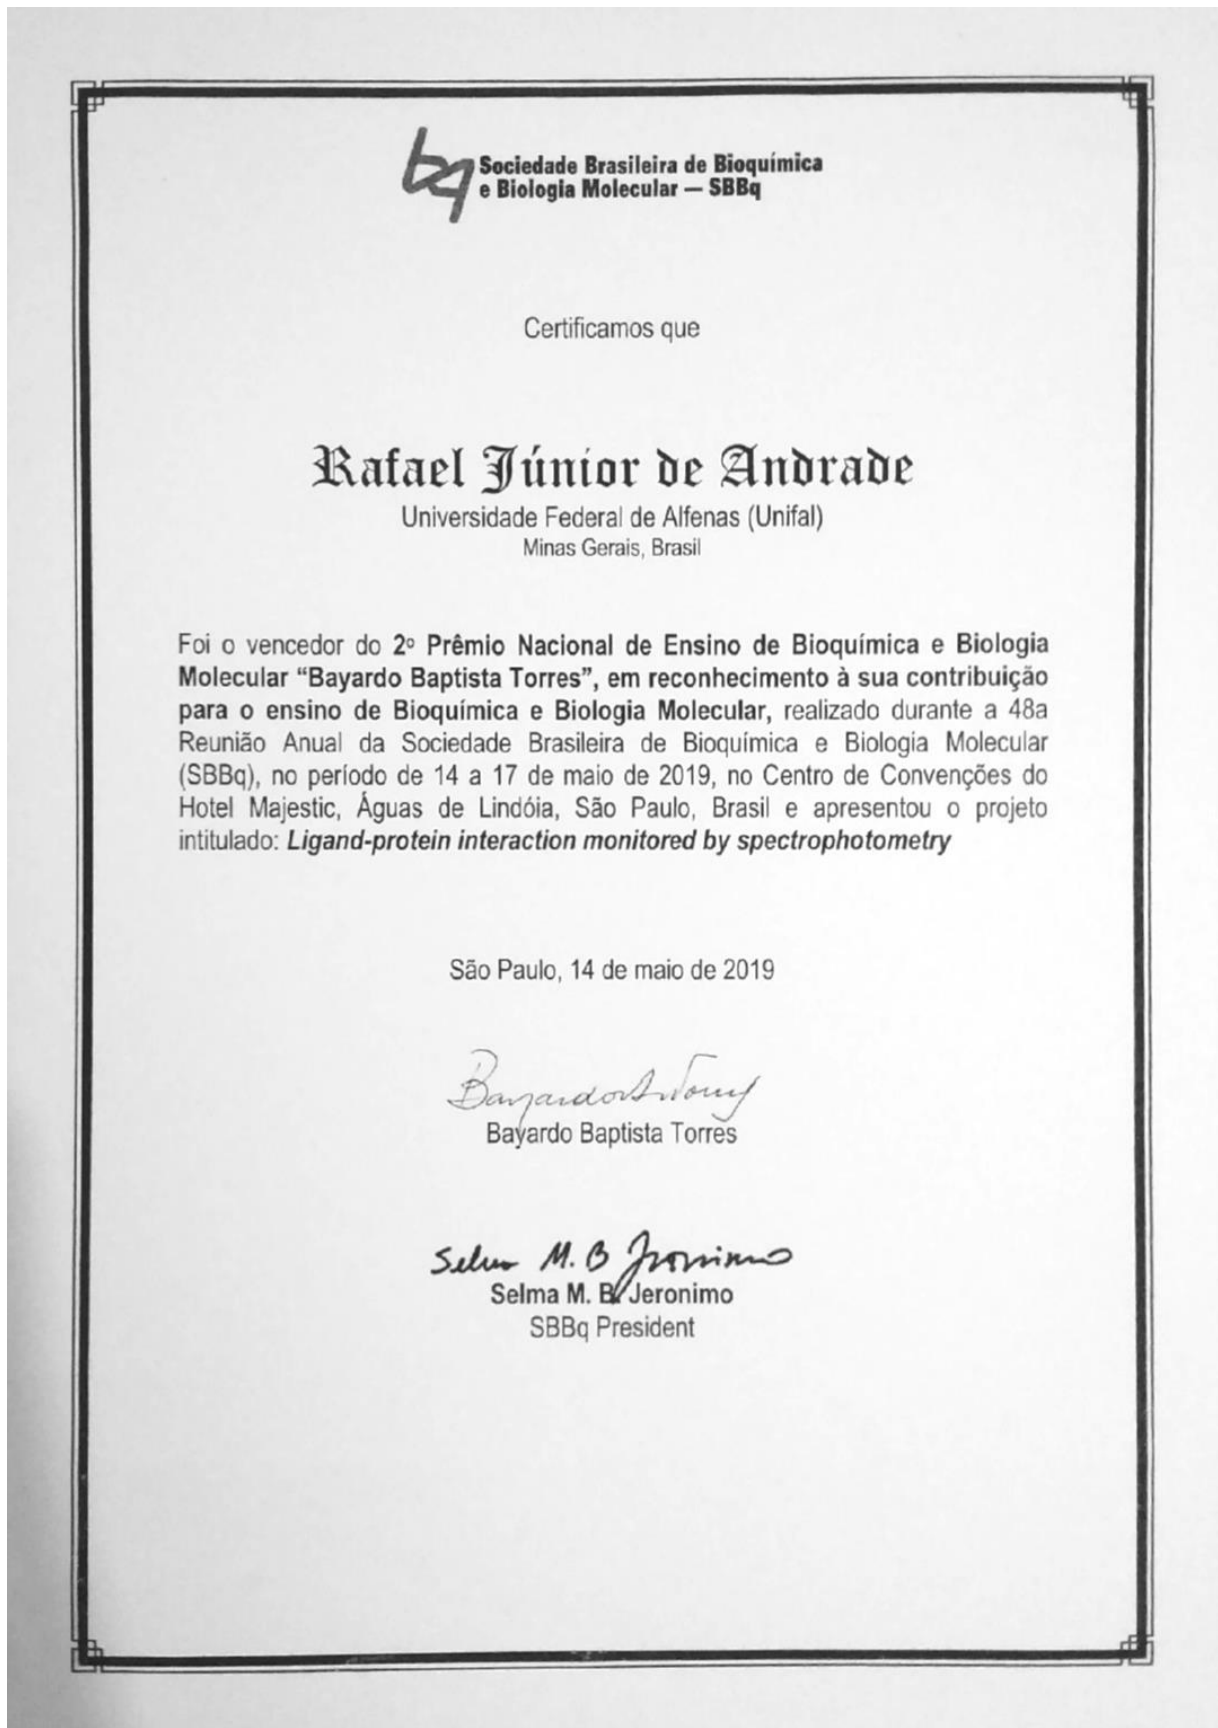 bq
Sociedade Brasileira de Bioquímica
e Biologia Molecular – SBBq
Certificamos que
Rafael Júnior de Andrade
Universidade Federal de Alfenas (Unifal)
Minas Gerais, Brasil
Foi o vencedor do 2º Prêmio Nacional de Ensino de Bioquímica e Biologia
Molecular “Bayardo Baptista Torres”, em reconhecimento à sua contribuição
para o ensino de Bioquímica e Biologia Molecular, realizado durante a 48a
Reunião Anual da Sociedade Brasileira de Bioquímica e Biologia Molecular
(SBBq), no período de 14 a 17 de maio de 2019, no Centro de Convenções do
Hotel Majestic, Águas de Lindóia, São Paulo, Brasil e apresentou o projeto
intitulado: Ligand-protein interaction monitored by spectrophotometry
São Paulo, 14 de maio de 2019
Bayardo Baptista Torres
Selma M. B Jeronimo
Selma M. B. Jeronimo
SBBq President